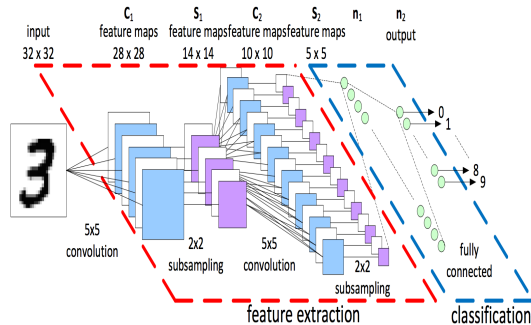 C1 S1 C2 S2 n1 n2
input feature maps feature maps feature maps feature maps output
32 x 32 28 x 28 14 x 14 10 x 10 5 x 5
3
0
1
8
9
5x5
convolution
2x2
subsampling
5x5
convolution
2x2
subsampling
fully
connected
feature extraction
classification